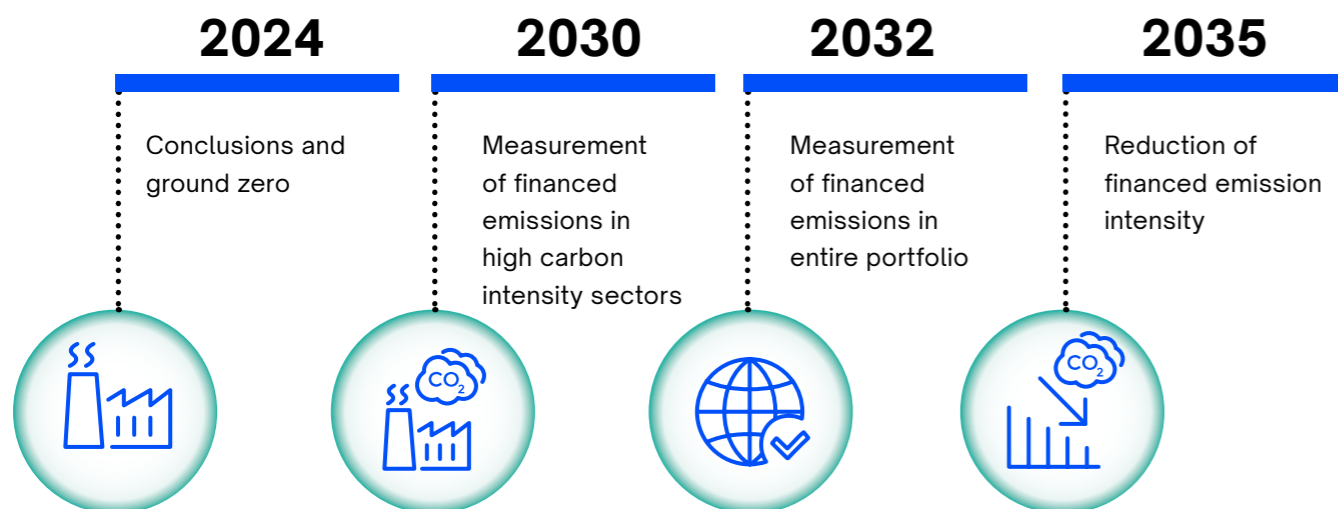 2024
Conclusions and
ground zero
2030
Measurement
of financed
emissions in
high carbon
intensity sectors
CO2
2032
Measurement
of financed
emissions in
entire portfolio
2035
Reduction of
financed emission
intensity
CO2